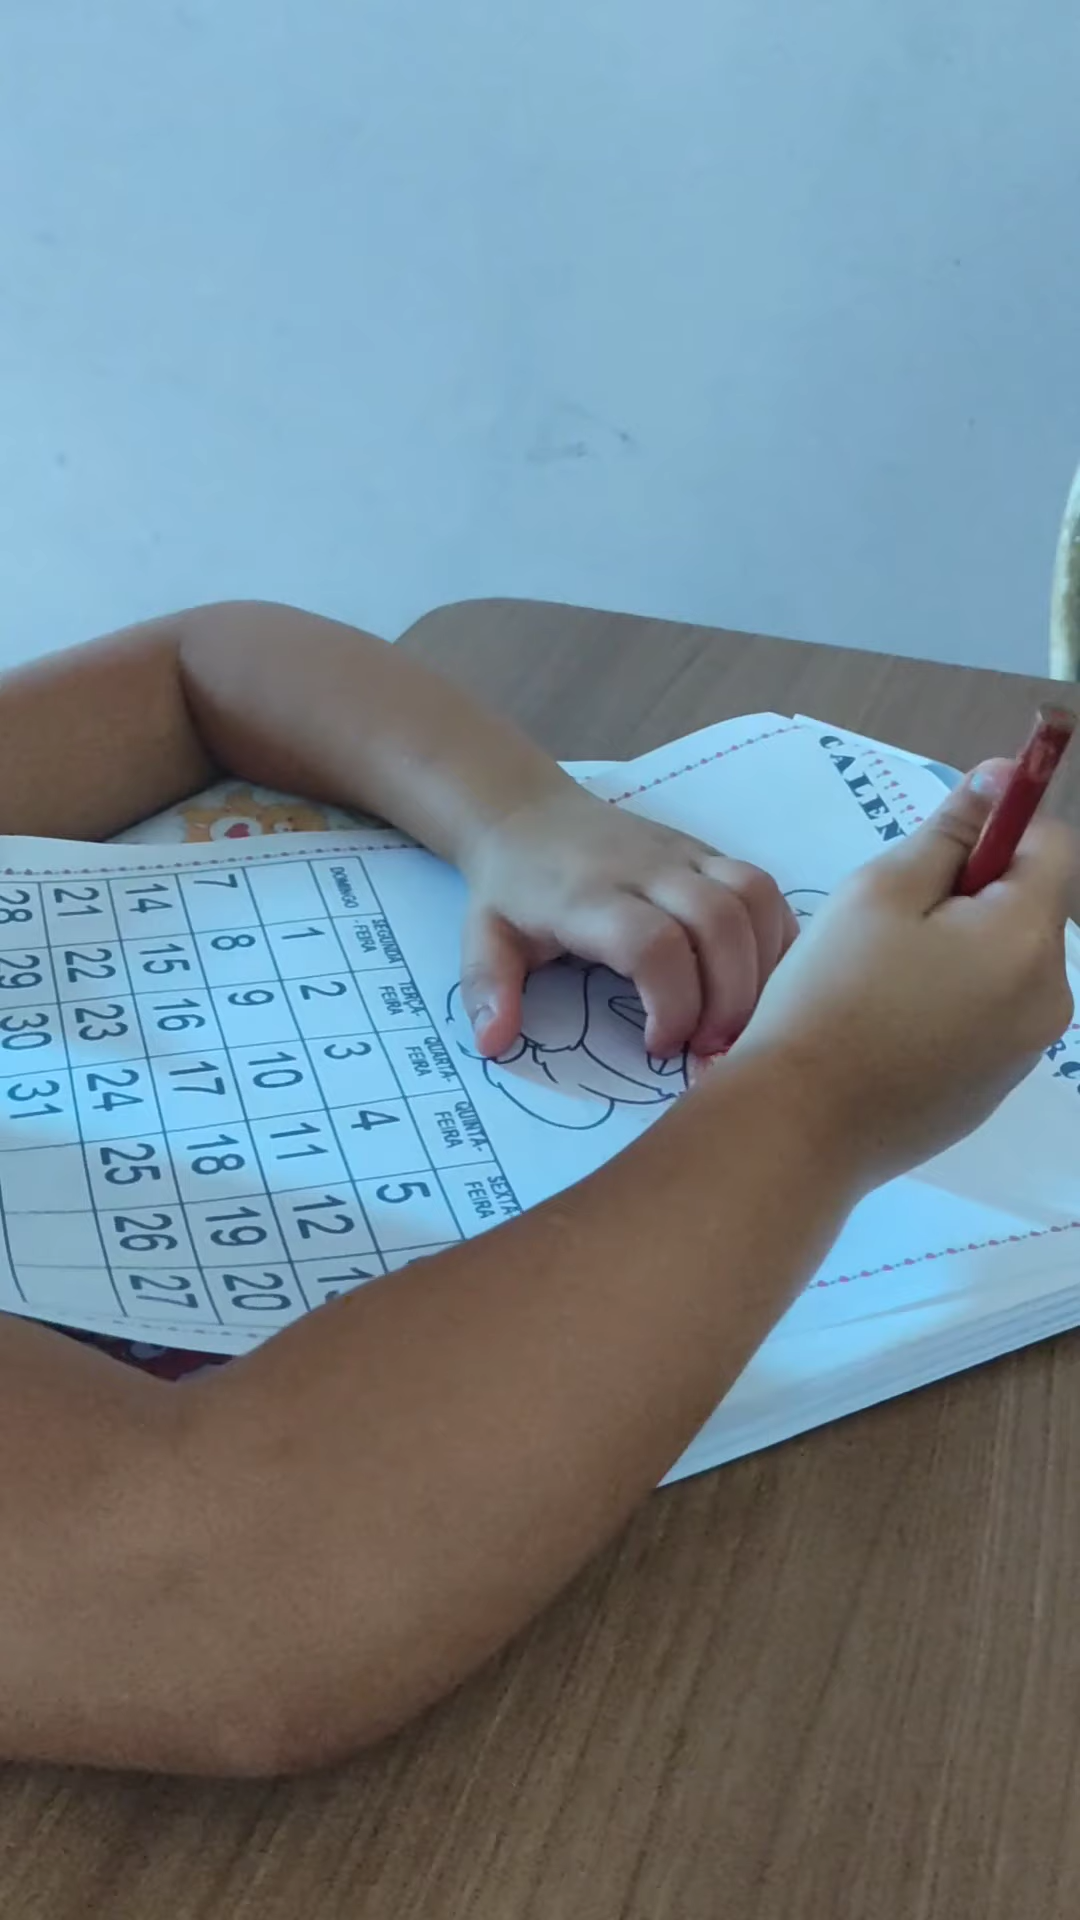 CALEN
DOMINGO SEGUNDA-FEIRA TERÇA-FEIRA QUARTA-FEIRA QUINTA-FEIRA SEXTA-FEIRA
1 2 3 4 5
7 8 9 10 11 12
14 15 16 17 18 19 20
21 22 23 24 25 26 27
28 29 30 31